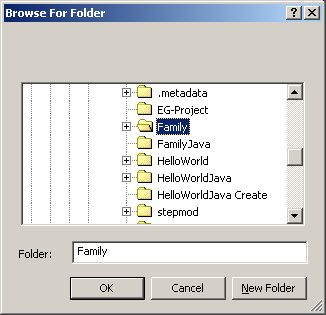 Browse For Folder
.metadata
EG-Project
Family
FamilyJava
HelloWorld
HelloWorldJava
HelloWorldJava Create
stepmod
Folder: Family
OK Cancel New Folder